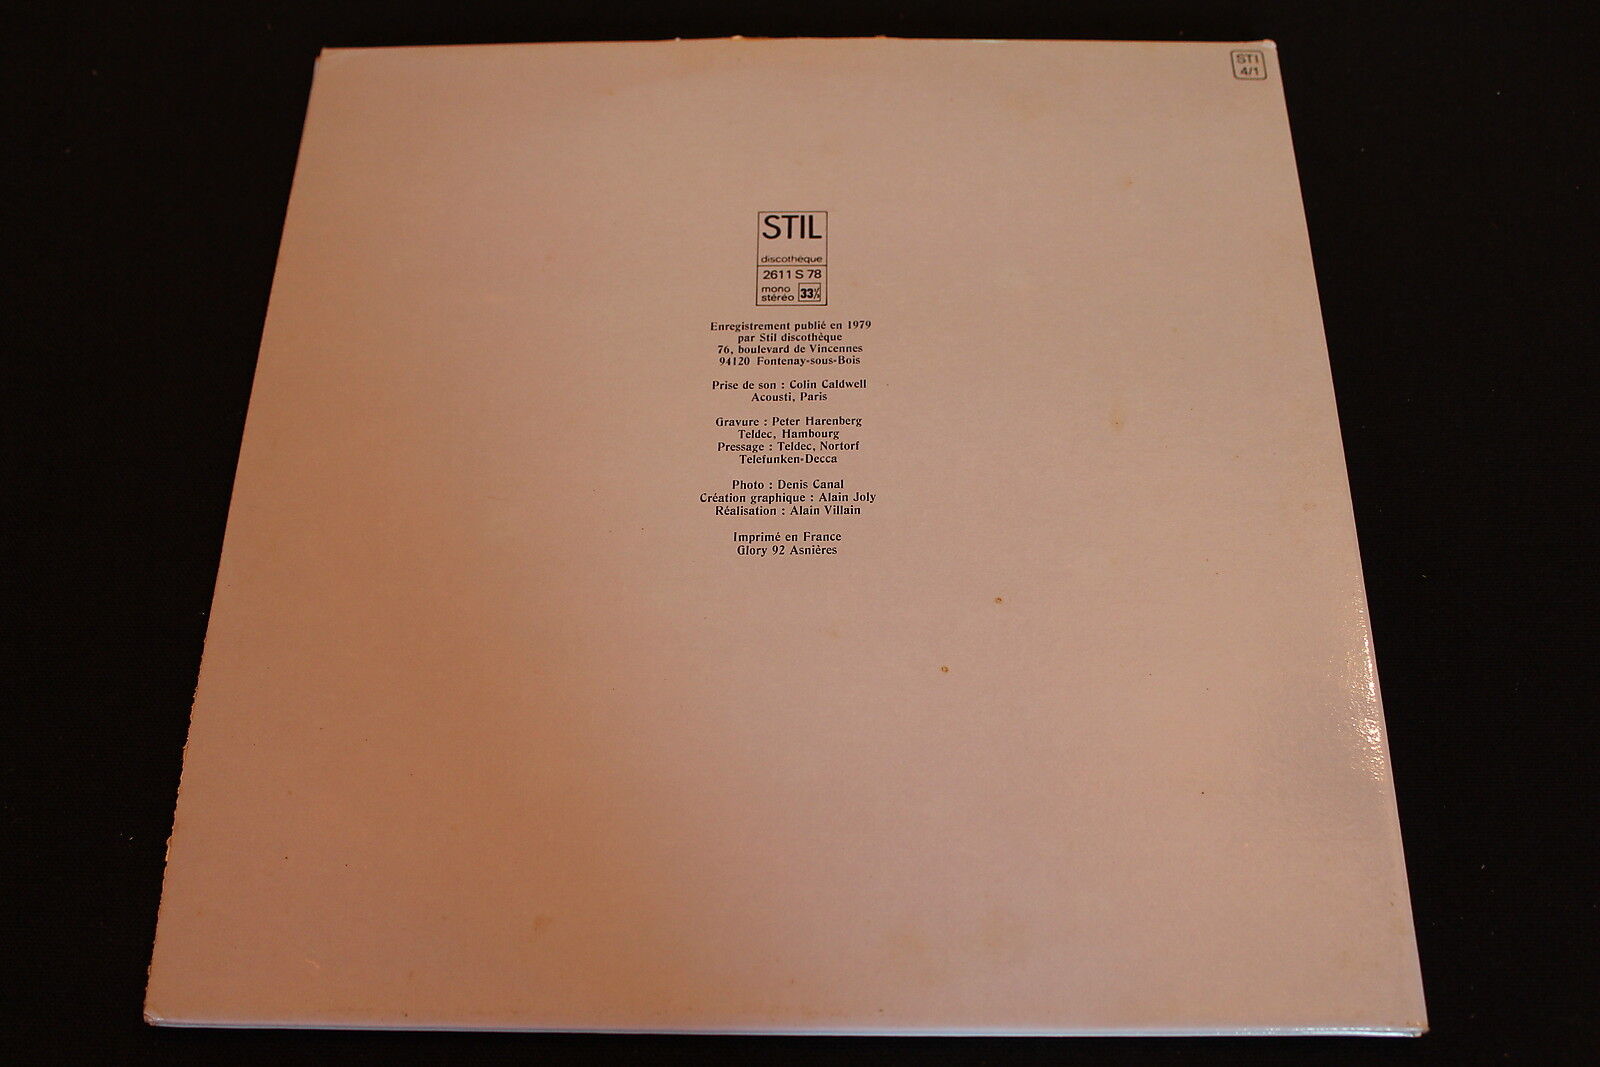 STI
4/1
STIL
discothèque
2611 S 78
mono
stéréo
33⅓
Enregistrement publié en 1979
par Stil discothèque
76, boulevard de Vincennes
94120 Fontenay-sous-Bois
Prise de son : Colin Caldwell
Acousti, Paris
Gravure : Peter Harenberg
Teldec, Hambourg
Pressage : Teldec, Nortorf
Telefunken-Decca
Photo : Denis Canal
Création graphique : Alain Joly
Réalisation : Alain Villain
Imprimé en France
Glory 92 Asnières